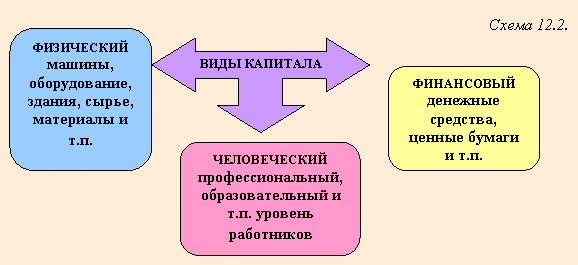 Схема 12.2.
ФИЗИЧЕСКИЙ
машины,
оборудование,
здания, сырье,
материалы и
т.п.
ВИДЫ КАПИТАЛА
ФИНАНСОВЫЙ
денежные
средства,
ценные бумаги
и т.п.
ЧЕЛОВЕЧЕСКИЙ
профессиональный,
образовательный и
т.п. уровень
работников